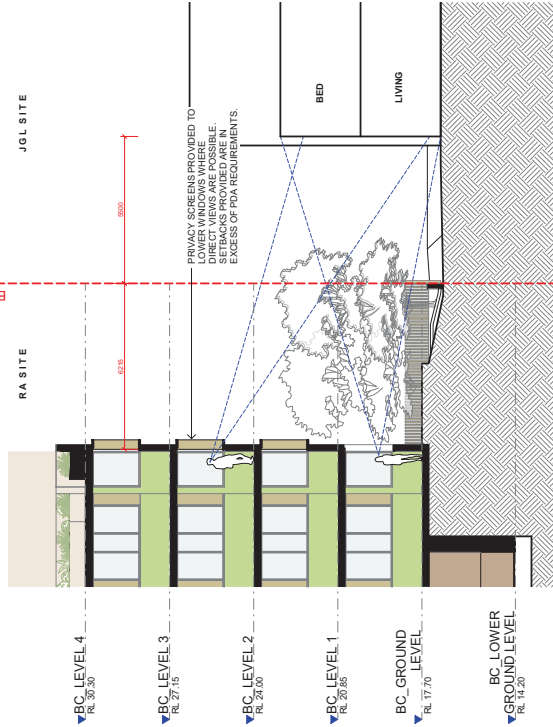 RA SITE
JGL SITE
6215
5500
PRIVACY SCREENS PROVIDED TO
LOWER WINDOWS WHERE
DIRECT VIEWS ARE POSSIBLE.
SETBACKS PROVIDED ARE IN
EXCESS OF PDA REQUIREMENTS.
BED
LIVING
BC_LEVEL 4
RL 30.30
BC_LEVEL 3
RL 27.15
BC_LEVEL 2
RL 24.00
BC_LEVEL 1
RL 20.85
BC_GROUND
LEVEL
RL 17.70
BC_LOWER
GROUND LEVEL
RL 14.20